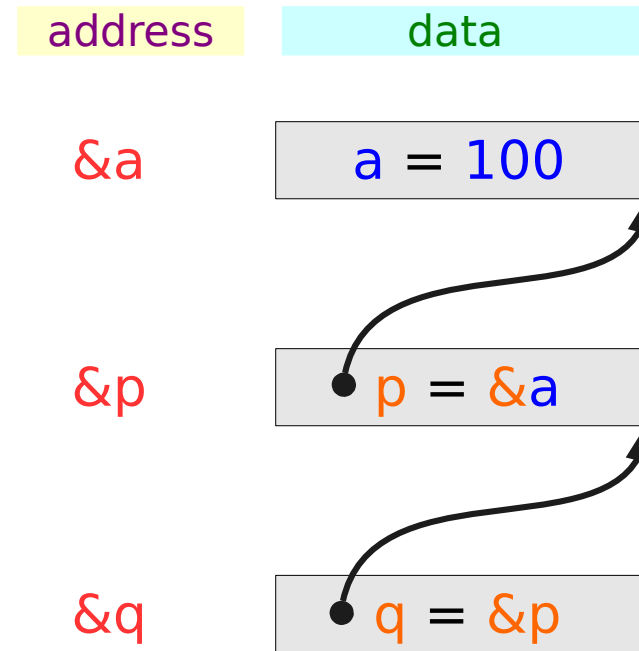 address data
&a a = 100
&p p = &a
&q q = &p